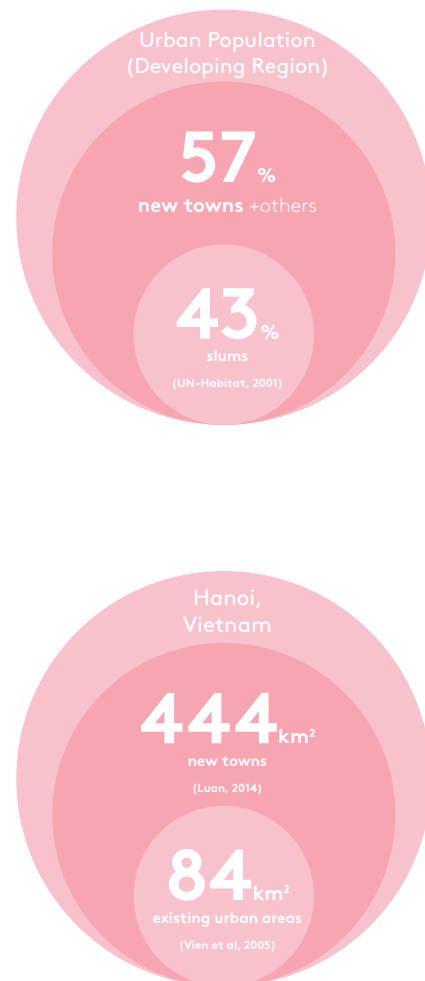 Urban Population
(Developing Region)
57%
new towns +others
43%
slums
(UN-Habitat, 2001)
Hanoi,
Vietnam
444km²
new towns
(Luan, 2014)
84km²
existing urban areas
(Vien et al, 2005)